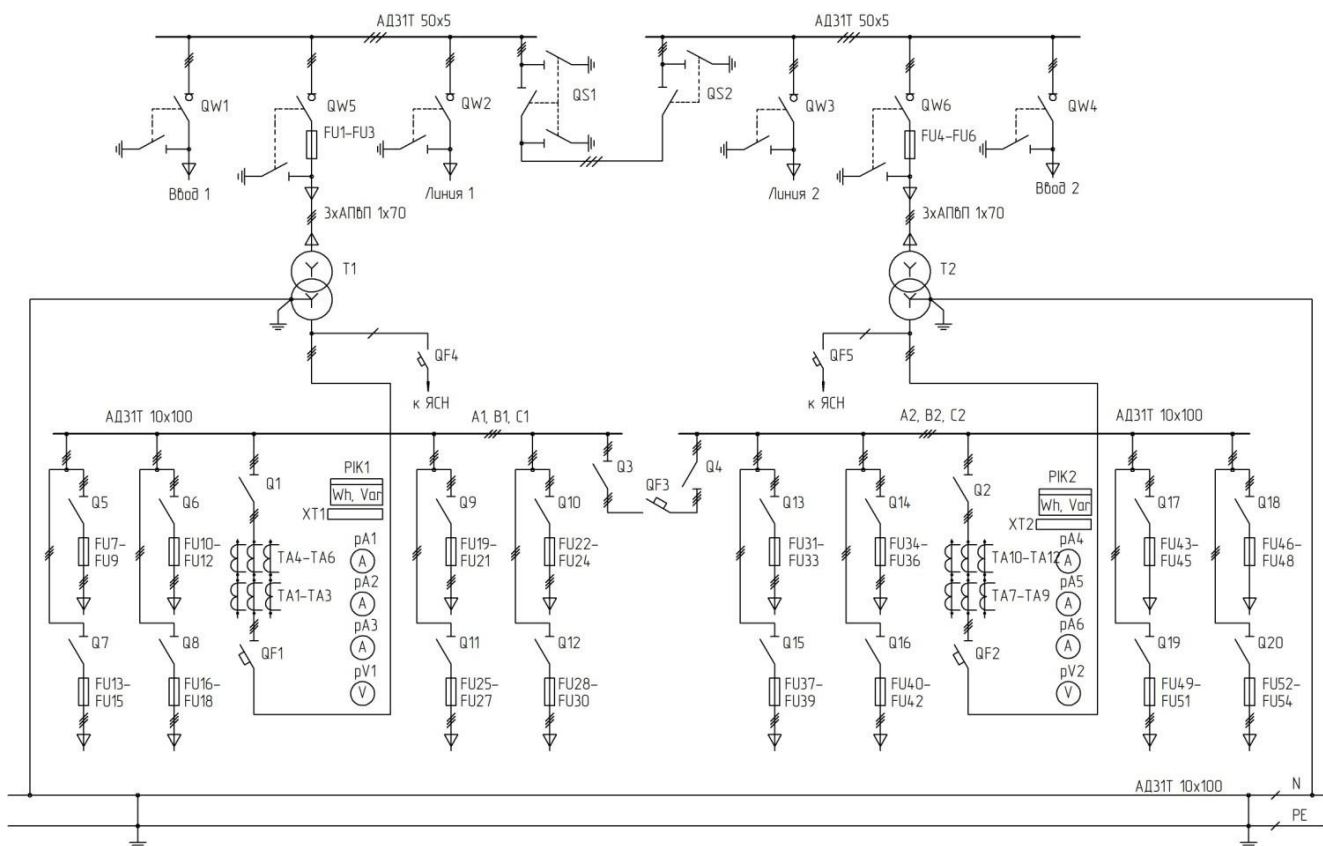 АД31Т 50х5
АД31Т 50х5
QW1
QW5
QW2
QS1
QS2
QW3
QW6
QW4
FU1-FU3
FU4-FU6
Ввод 1
Линия 1
Линия 2
Ввод 2
3хАПвП 1х70
3хАПвП 1х70
T1
T2
QF4
QF5
к ЯСН
к ЯСН
АД31Т 10х100
A1, B1, C1
A2, B2, C2
АД31Т 10х100
Q5
Q6
Q1
PIK1
Wh, Var
XT1
Q9
Q10
Q3
QF3
Q4
Q13
Q14
Q2
PIK2
Wh, Var
XT2
Q17
Q18
FU7-
FU9
FU10-
FU12
TA4-TA6
TA1-TA3
pA1
A
pA2
A
pA3
A
pV1
V
FU19-
FU21
FU22-
FU24
FU31-
FU33
FU34-
FU36
TA10-TA12
TA7-TA9
pA4
A
pA5
A
pA6
A
pV2
V
FU43-
FU45
FU46-
FU48
Q7
Q8
QF1
Q11
Q12
Q15
Q16
QF2
Q19
Q20
FU13-
FU15
FU16-
FU18
FU25-
FU27
FU28-
FU30
FU37-
FU39
FU40-
FU42
FU49-
FU51
FU52-
FU54
АД31Т 10х100
N
PE